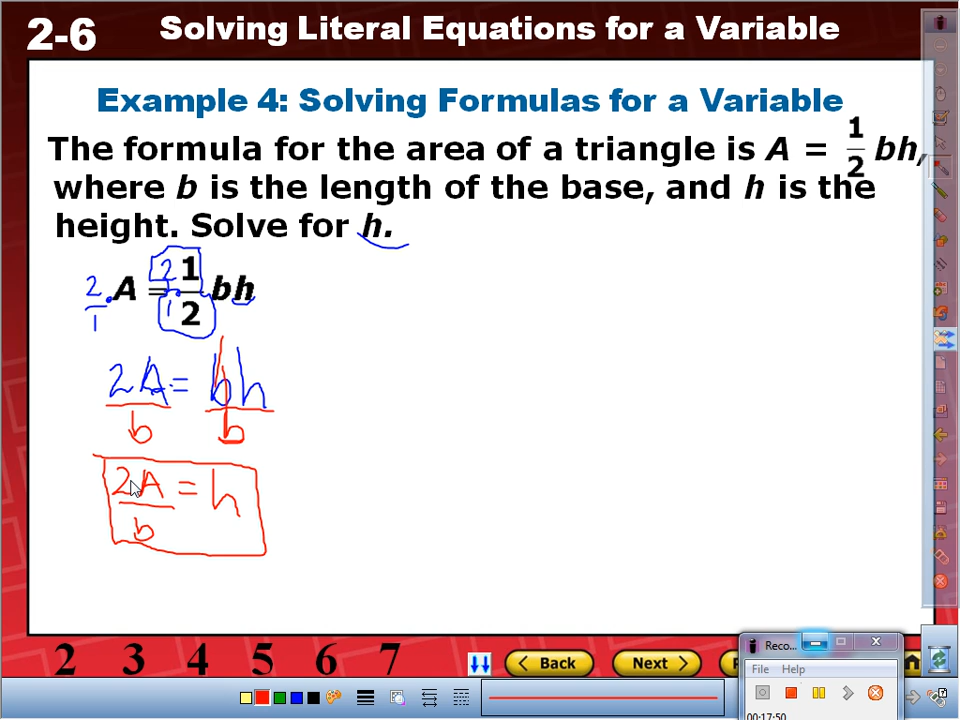 2-6 Solving Literal Equations for a Variable
Example 4: Solving Formulas for a Variable
The formula for the area of a triangle is A = 1/2 bh,
where b is the length of the base, and h is the
height. Solve for h.
2/1 · A = 2/1 · 1/2 bh
2A/b = bh/b
2A/b = h
2 3 4 5 6 7 Back Next
Reco...
File Help
00:17:50